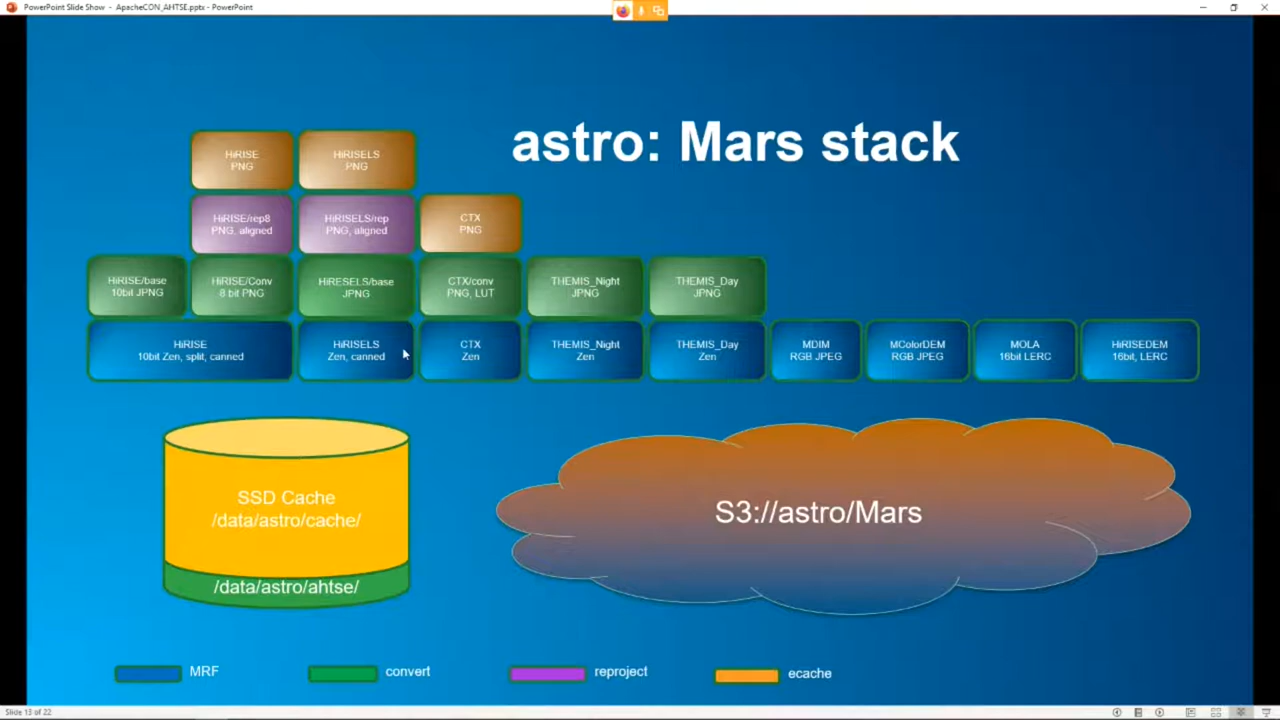 PowerPoint Slide Show - ApacheCON_AHTSE.pptx - PowerPoint
astro: Mars stack
HiRISE
PNG
HiRISELS
PNG
HiRISE/rep8
PNG, aligned
HiRISELS/rep
PNG, aligned
CTX
PNG
HiRISE/base
10bit JPNG
HiRISE/Conv
8 bit PNG
HiRESELS/base
JPNG
CTX/conv
PNG, LUT
THEMIS_Night
JPNG
THEMIS_Day
JPNG
HiRISE
10bit Zen, split, canned
HiRISELS
Zen, canned
CTX
Zen
THEMIS_Night
Zen
THEMIS_Day
Zen
MDIM
RGB JPEG
MColorDEM
RGB JPEG
MOLA
16bit LERC
HiRISEDEM
16bit, LERC
SSD Cache
/data/astro/cache/
/data/astro/ahtse/
S3://astro/Mars
MRF
convert
reproject
ecache
Slide 13 of 22